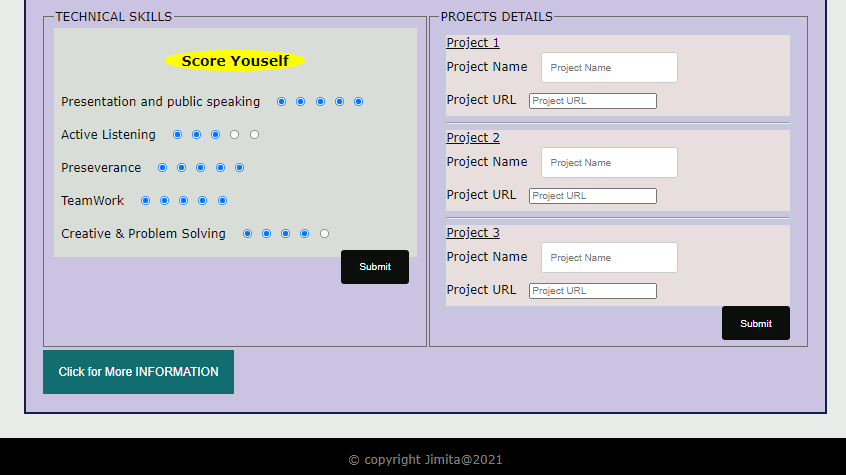 TECHNICAL SKILLS
Score Youself
Presentation and public speaking
Active Listening
Preseverance
TeamWork
Creative & Problem Solving
Submit
PROECTS DETAILS
Project 1
Project Name Project Name
Project URL Project URL
Project 2
Project Name Project Name
Project URL Project URL
Project 3
Project Name Project Name
Project URL Project URL
Submit
Click for More INFORMATION
© copyright Jimita@2021